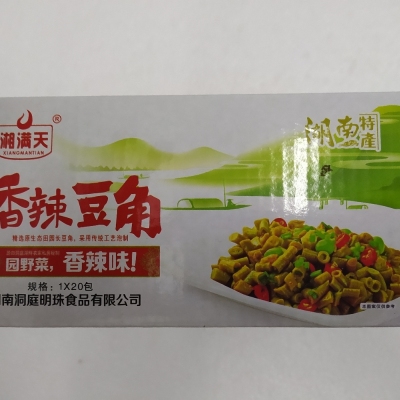 湘满天®
XIANGMANTIAN
湖南特産
香辣豆角
精选原生态田园长豆角,采用传统工艺泡制
园野菜,香辣味!
规格:1X20包
南洞庭明珠食品有限公司